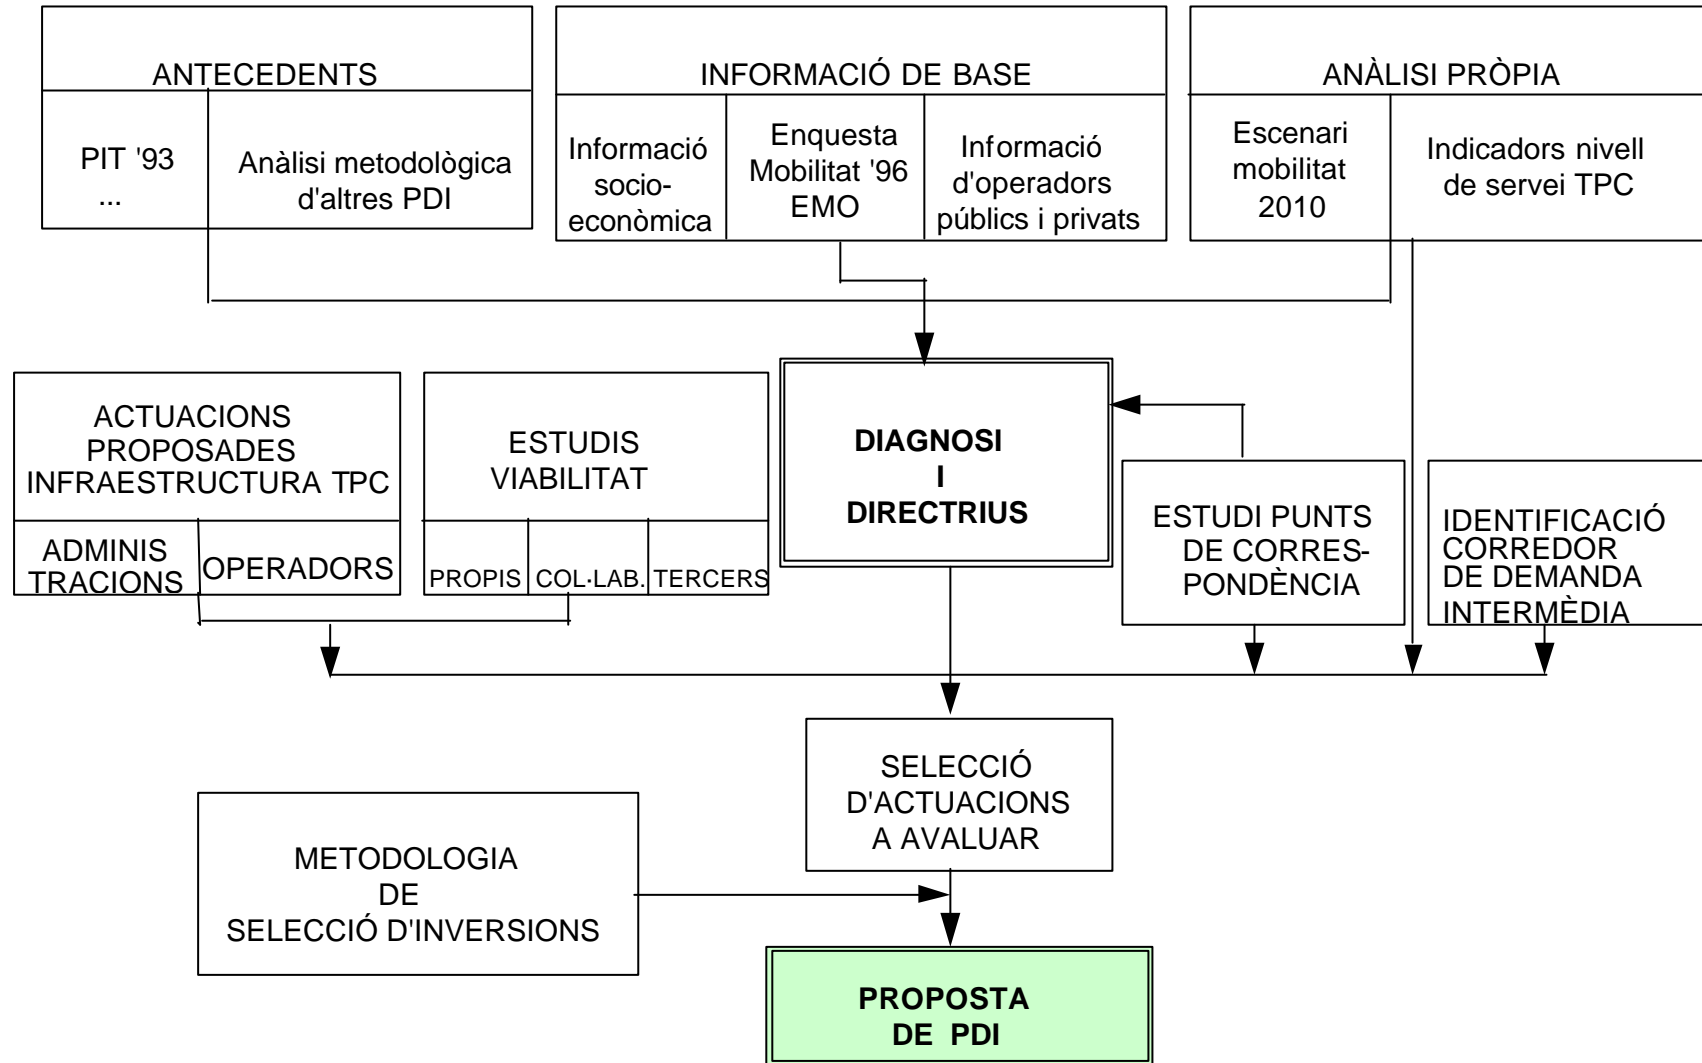 ANTECEDENTS
PIT '93
...
Anàlisi metodològica
d'altres PDI
INFORMACIÓ DE BASE
Informació
socio-
econòmica
Enquesta
Mobilitat '96
EMO
Informació
d'operadors
públics i privats
ANÀLISI PRÒPIA
Escenari
mobilitat
2010
Indicadors nivell
de servei TPC
ACTUACIONS
PROPOSADES
INFRAESTRUCTURA TPC
ADMINIS
TRACIONS
OPERADORS
ESTUDIS
VIABILITAT
PROPIS
COL·LAB.
TERCERS
DIAGNOSI
I
DIRECTRIUS
ESTUDI PUNTS
DE CORRES-
PONDÈNCIA
IDENTIFICACIÓ
CORREDOR
DE DEMANDA
INTERMÈDIA
SELECCIÓ
D'ACTUACIONS
A AVALUAR
METODOLOGIA
DE
SELECCIÓ D'INVERSIONS
PROPOSTA
DE PDI